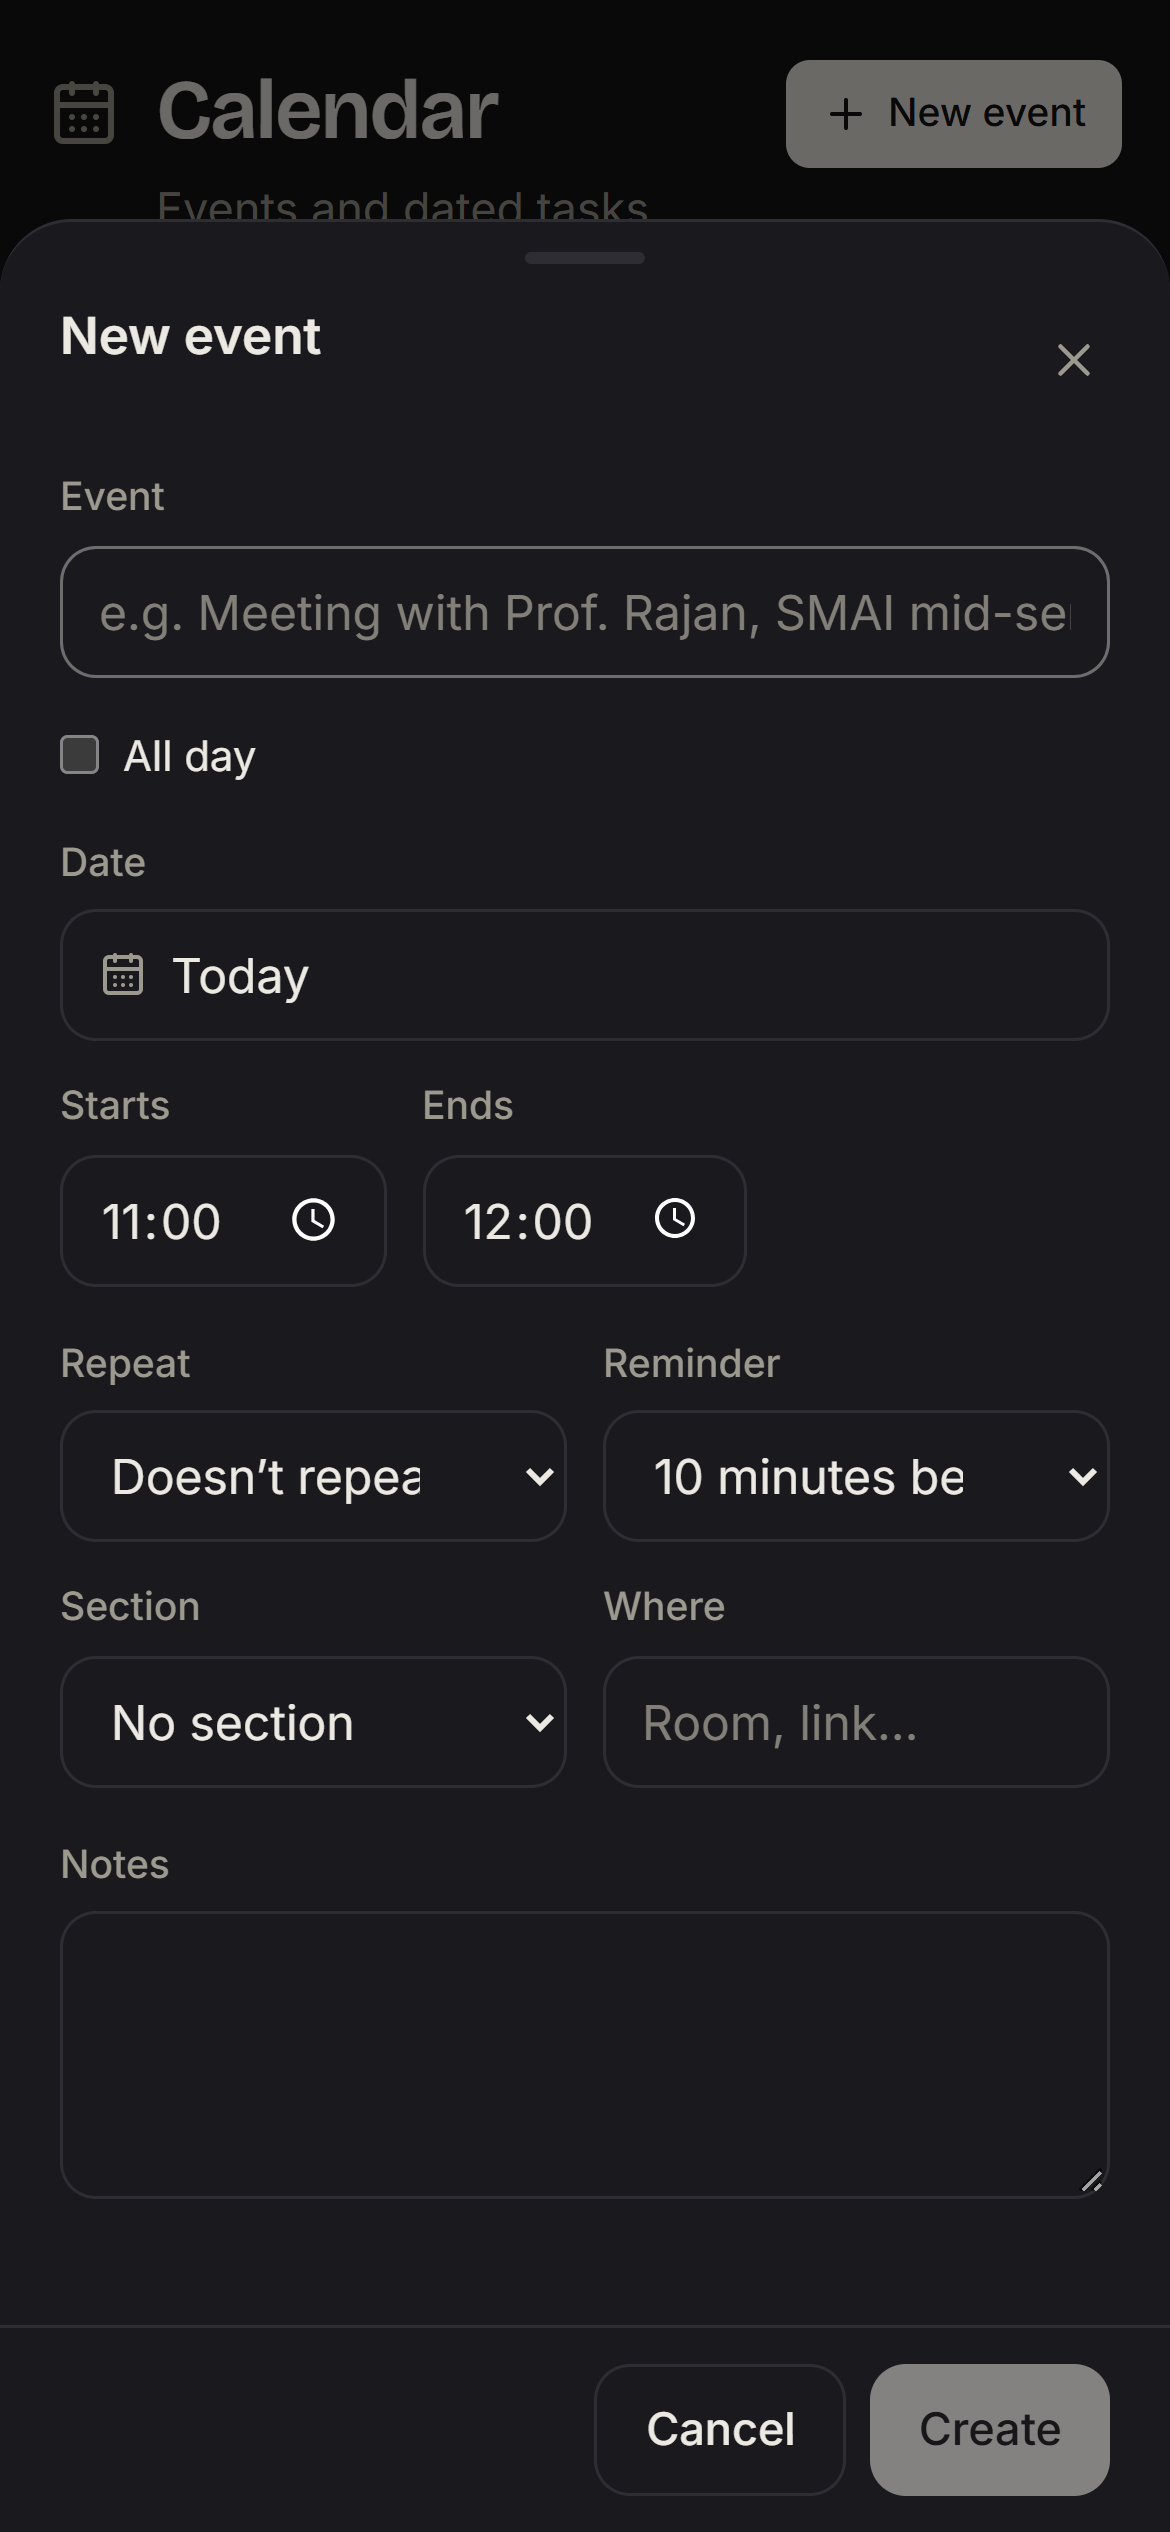 Calendar
New event
Events and dated tasks
New event
Event
e.g. Meeting with Prof. Rajan, SMAI mid-se
All day
Date
Today
Starts
Ends
11:00
12:00
Repeat
Reminder
Doesn’t repea
10 minutes be
Section
Where
No section
Room, link...
Notes
Cancel
Create